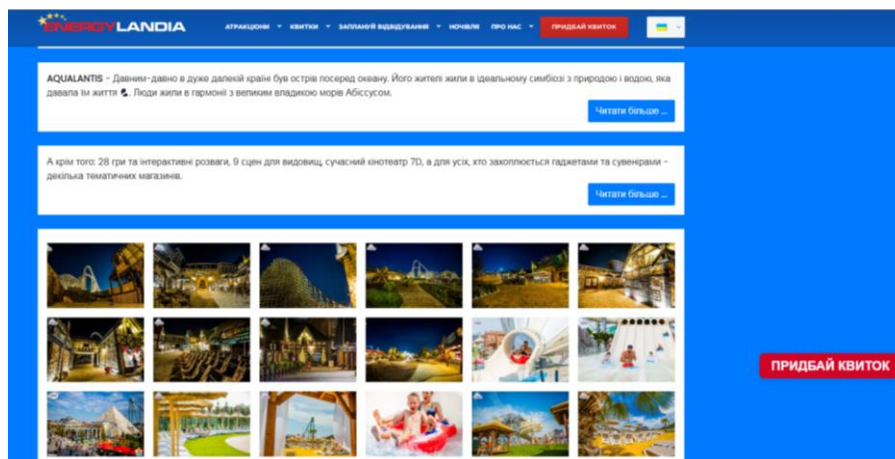 ENERGYLANDIA
АТРАКЦІОНИ КВИТКИ ЗАПЛАНУЙ ВІДВІДУВАННЯ НОЧІВЛЯ ПРО НАС ПРИДБАЙ КВИТОК
AQUALANTIS – Давним-давно в дуже далекій країні був острів посеред океану. Його жителі жили в ідеальному симбіозі з природою і водою, яка
давала їм життя. Люди жили в гармонії з великим владикою морів Абіссусом.
Читати більше ...
А крім того: 28 гри та інтерактивні розваги, 9 сцен для видовищ, сучасний кінотеатр 7D, а для усіх, хто захоплюється гаджетами та сувенірами –
декілька тематичних магазинів.
Читати більше ...
ПРИДБАЙ КВИТОК